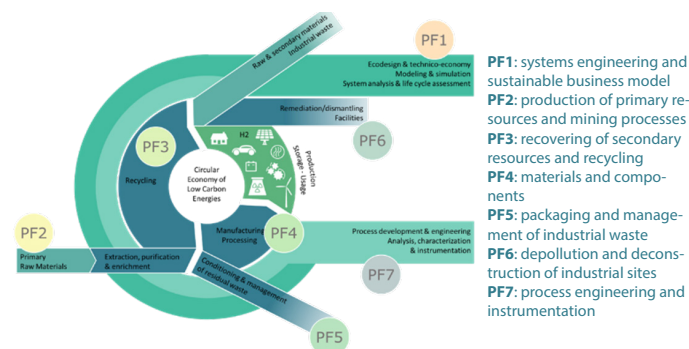 Raw & secondary materials
Industrial waste
PF1
Ecodesign & technico-economy
Modeling & simulation
System analysis & life cycle assessment
Remediation/dismantling
Facilities
PF6
PF3
Recycling
H2
Production
Storage - Usage
Circular
Economy of
Low Carbon
Energies
PF2
Primary
Raw Materials
Extraction, purification
& enrichment
Manufacturing
Processing
PF4
Process development & engineering
Analysis, characterization
& instrumentation
PF7
Conditioning & management
of residual waste
PF5
PF1: systems engineering and
sustainable business model
PF2: production of primary re-
sources and mining processes
PF3: recovering of secondary
resources and recycling
PF4: materials and compo-
nents
PF5: packaging and manage-
ment of industrial waste
PF6: depollution and decons-
truction of industrial sites
PF7: process engineering and
instrumentation